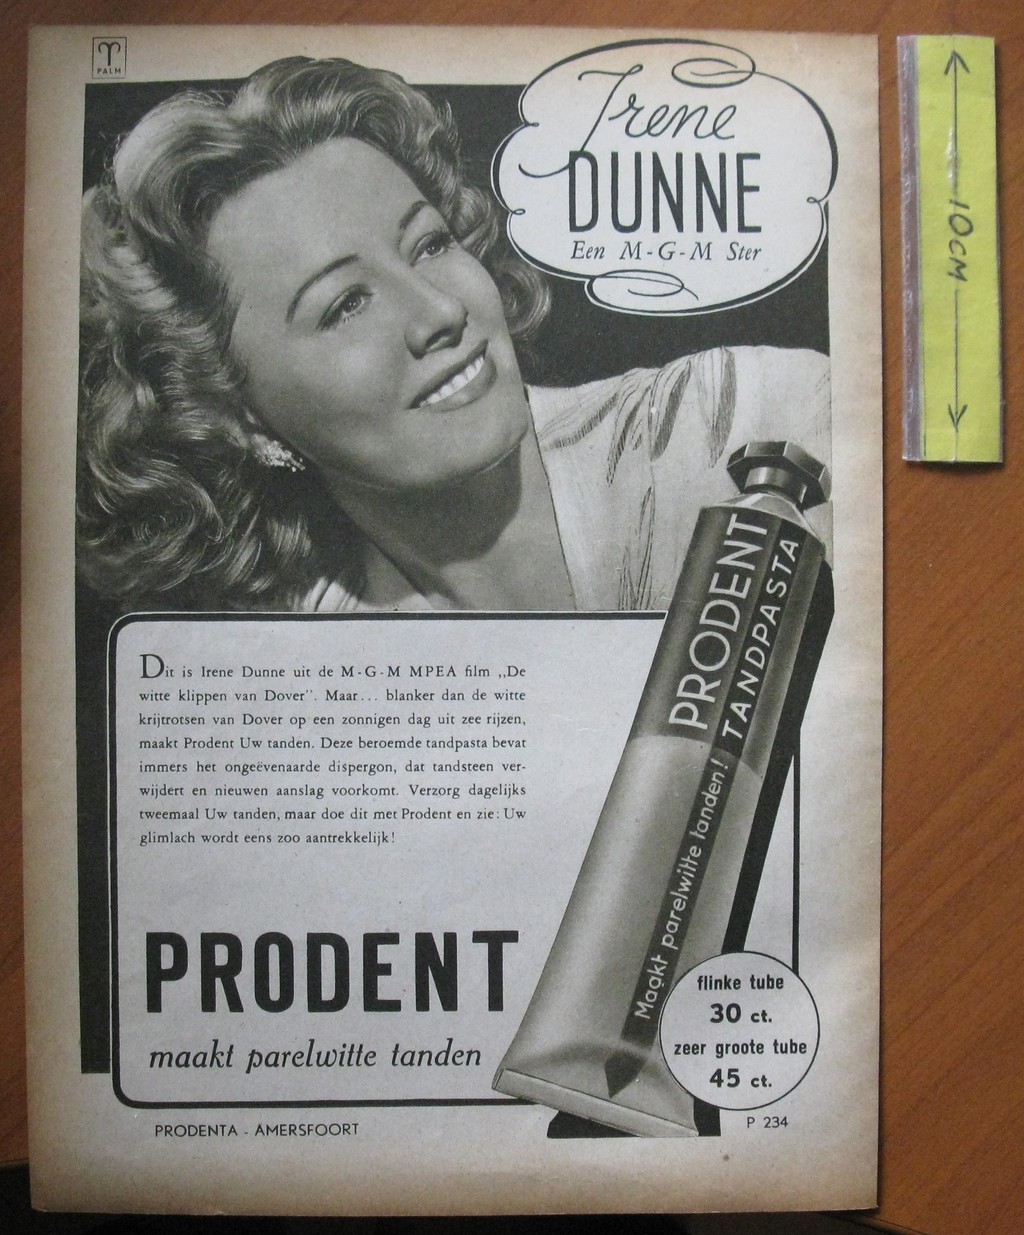 PALM
Irene
DUNNE
Een M-G-M Ster
10CM
PRODENT
TANDPASTA
Maakt parelwitte tanden!
Dit is Irene Dunne uit de M-G-M MPEA film „De
witte klippen van Dover”. Maar... blanker dan de witte
krijtrotsen van Dover op een zonnigen dag uit zee rijzen,
maakt Prodent Uw tanden. Deze beroemde tandpasta bevat
immers het ongeëvenaarde dispergon, dat tandsteen ver-
wijdert en nieuwen aanslag voorkomt. Verzorg dagelijks
tweemaal Uw tanden, maar doe dit met Prodent en zie: Uw
glimlach wordt eens zoo aantrekkelijk!
PRODENT
maakt parelwitte tanden
flinke tube
30 ct.
zeer groote tube
45 ct.
PRODENTA - AMERSFOORT
P 234